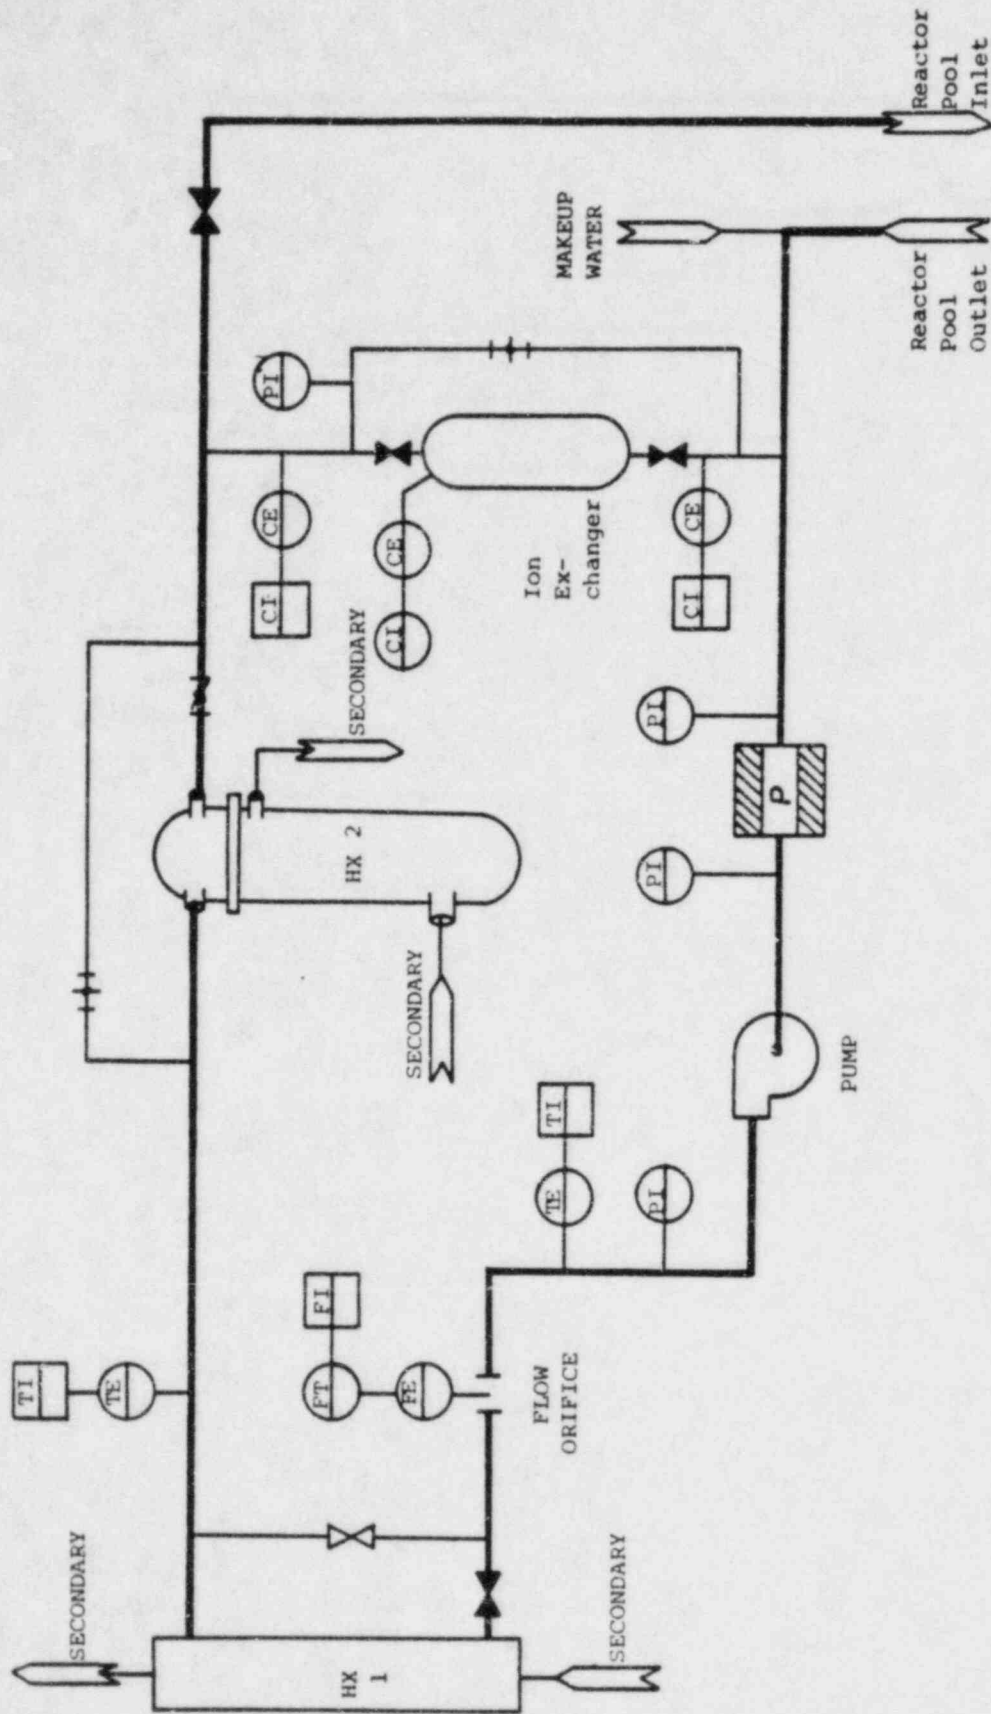 SECONDARY
TI
TE
HX
1
SECONDARY
FI
FT
FE
FLOW
ORIFICE
TI
TE
PI
PUMP
SECONDARY
HX 2
SECONDARY
PI
P
PI
CI
CE
CI
CE
PI
Ion
Ex-
changer
CI
CE
MAKEUP
WATER
Reactor
Pool
Outlet
Reactor
Pool
Inlet